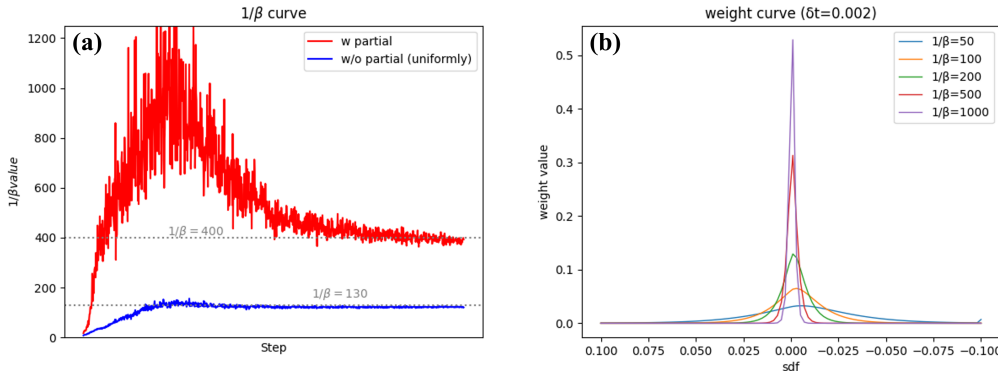 (a)
1/β curve
w partial
w/o partial (uniformly)
1/β = 400
1/β = 130
1200
1000
800
600
400
200
0
1/βvalue
Step
(b)
weight curve (δt=0.002)
1/β=50
1/β=100
1/β=200
1/β=500
1/β=1000
0.5
0.4
0.3
0.2
0.1
0.0
weight value
0.100 0.075 0.050 0.025 0.000 −0.025 −0.050 −0.075 −0.100
sdf